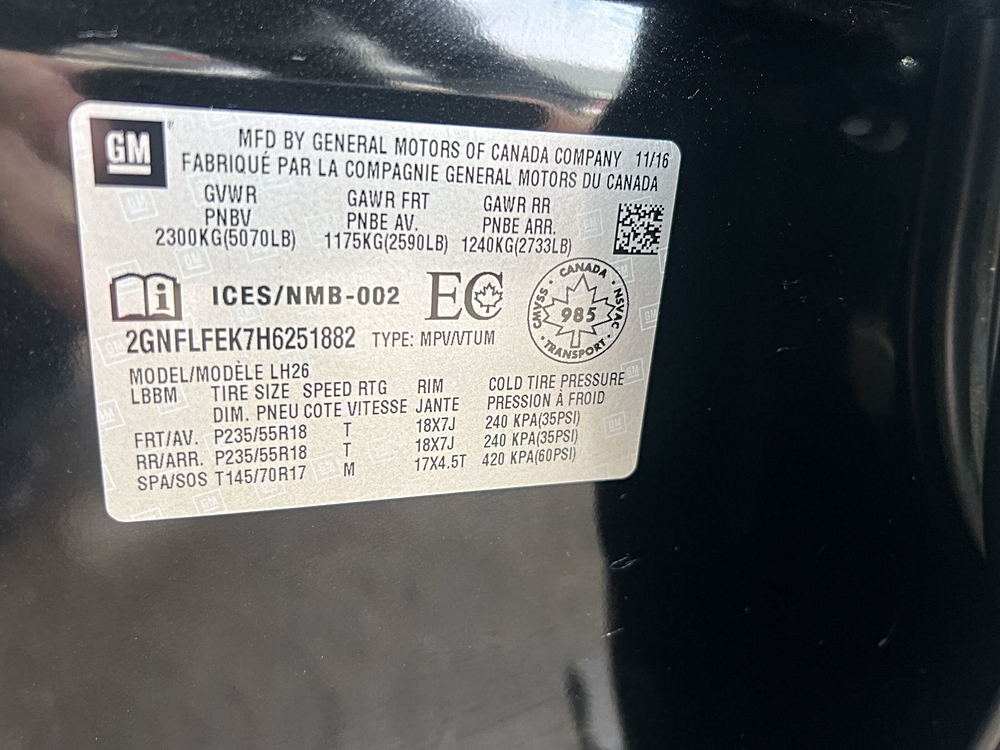 GM
MFD BY GENERAL MOTORS OF CANADA COMPANY 11/16
FABRIQUÉ PAR LA COMPAGNIE GENERAL MOTORS DU CANADA
GVWR GAWR FRT GAWR RR
PNBV PNBE AV. PNBE ARR.
2300KG(5070LB) 1175KG(2590LB) 1240KG(2733LB)
i ICES/NMB-002 EC
CANADA
CMVSS · NSVAC
985
TRANSPORT
2GNFLFEK7H6251882 TYPE: MPV/VTUM
MODEL/MODÈLE LH26
LBBM TIRE SIZE SPEED RTG RIM COLD TIRE PRESSURE
DIM. PNEU COTE VITESSE JANTE PRESSION À FROID
FRT/AV. P235/55R18 T 18X7J 240 KPA(35PSI)
RR/ARR. P235/55R18 T 18X7J 240 KPA(35PSI)
SPA/SOS T145/70R17 M 17X4.5T 420 KPA(60PSI)